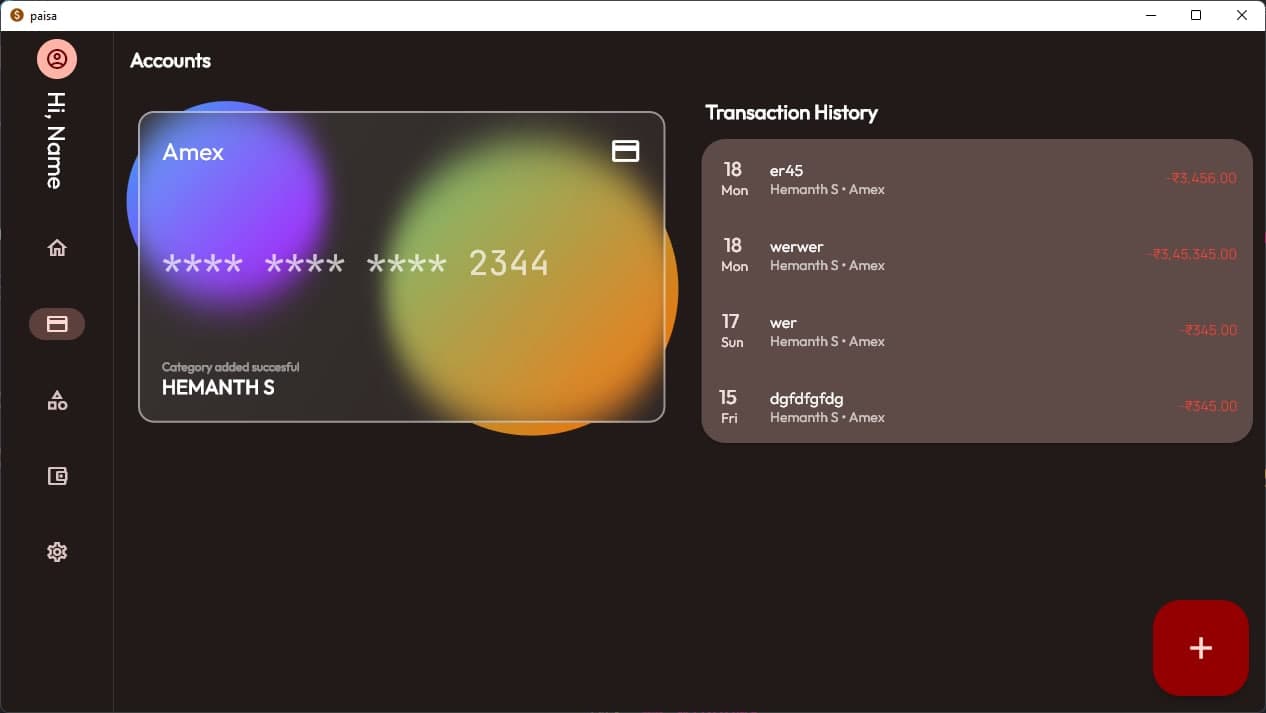 paisa
Hi, Name
Accounts
Amex
**** **** **** 2344
Category added succesful
HEMANTH S
Transaction History
18 er45
Mon Hemanth S • Amex -₹3,456.00
18 werwer
Mon Hemanth S • Amex -₹3,45,345.00
17 wer
Sun Hemanth S • Amex -₹345.00
15 dgfdfgfdg
Fri Hemanth S • Amex -₹345.00